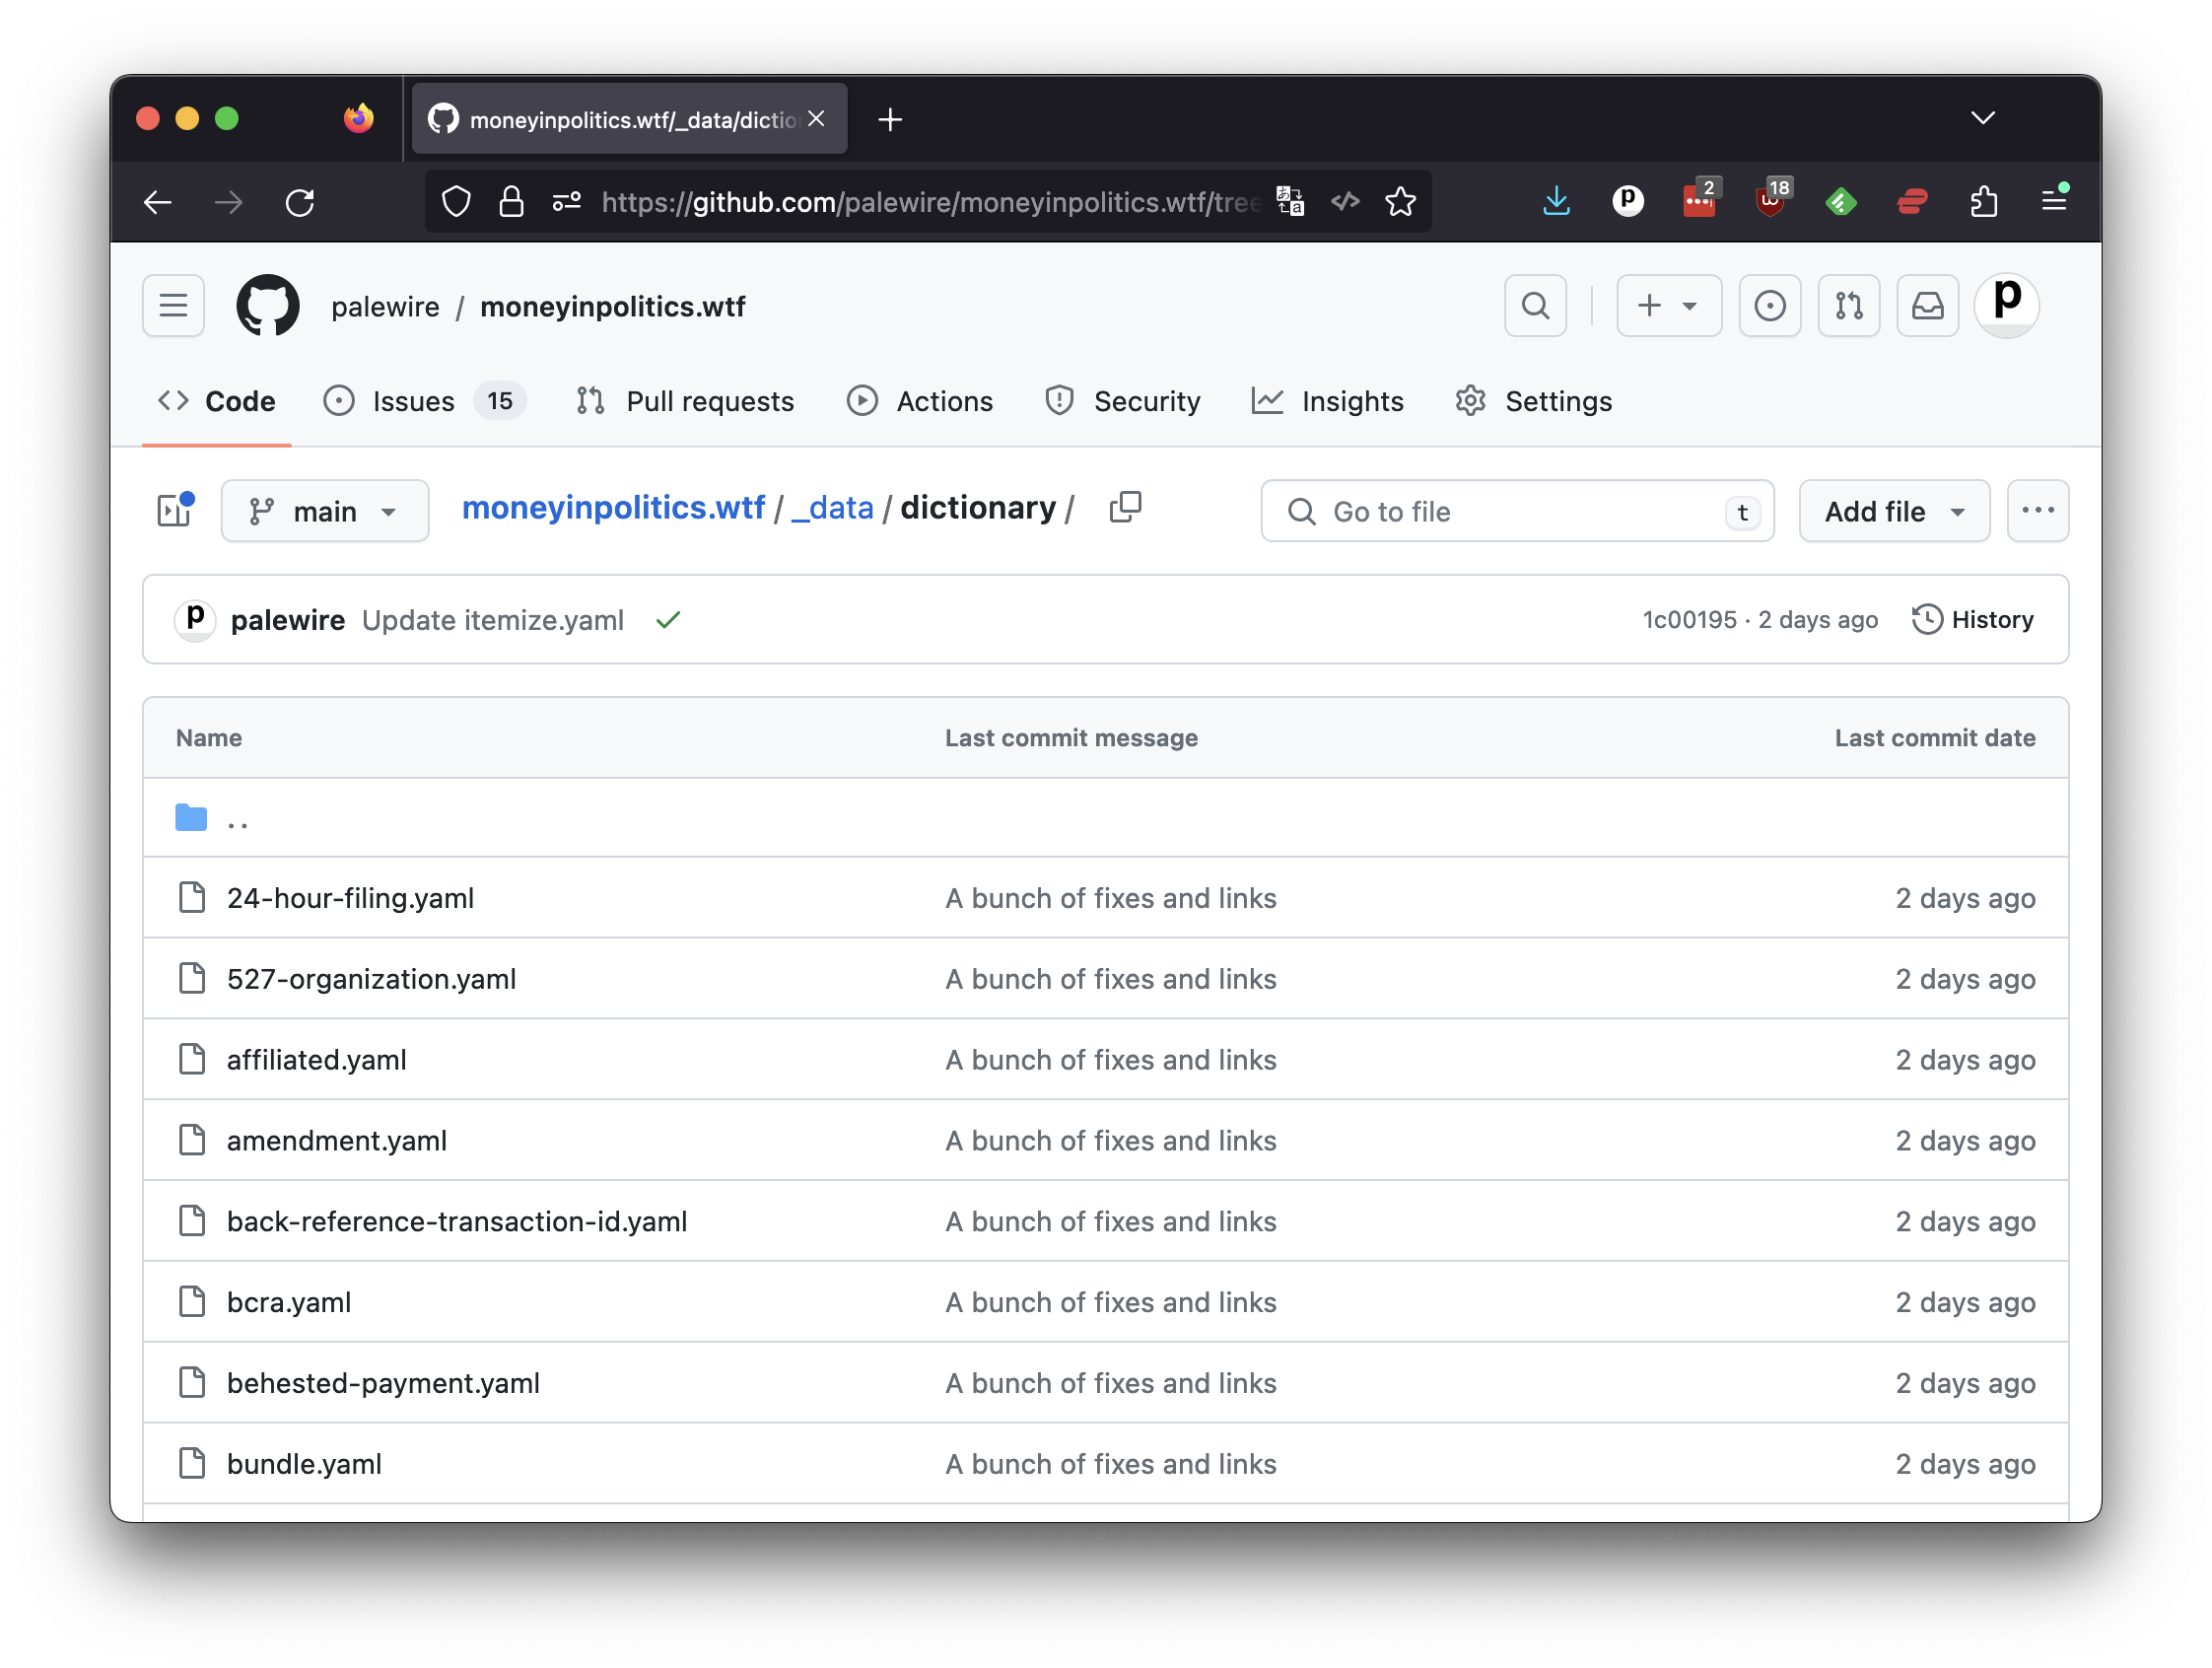 moneyinpolitics.wtf/_data/dictio
https://github.com/palewire/moneyinpolitics.wtf/tree
p
2
18
palewire / moneyinpolitics.wtf
p
Code
Issues 15
Pull requests
Actions
Security
Insights
Settings
main
moneyinpolitics.wtf / _data / dictionary /
Go to file t
Add file
p palewire Update itemize.yaml
1c00195 · 2 days ago
History
Name Last commit message Last commit date
..
24-hour-filing.yaml A bunch of fixes and links 2 days ago
527-organization.yaml A bunch of fixes and links 2 days ago
affiliated.yaml A bunch of fixes and links 2 days ago
amendment.yaml A bunch of fixes and links 2 days ago
back-reference-transaction-id.yaml A bunch of fixes and links 2 days ago
bcra.yaml A bunch of fixes and links 2 days ago
behested-payment.yaml A bunch of fixes and links 2 days ago
bundle.yaml A bunch of fixes and links 2 days ago